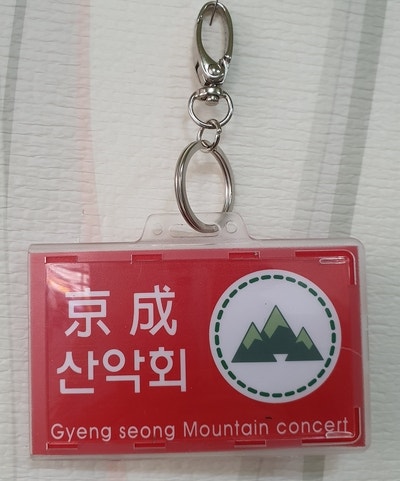 京成
산악회
Gyeng seong Mountain concert